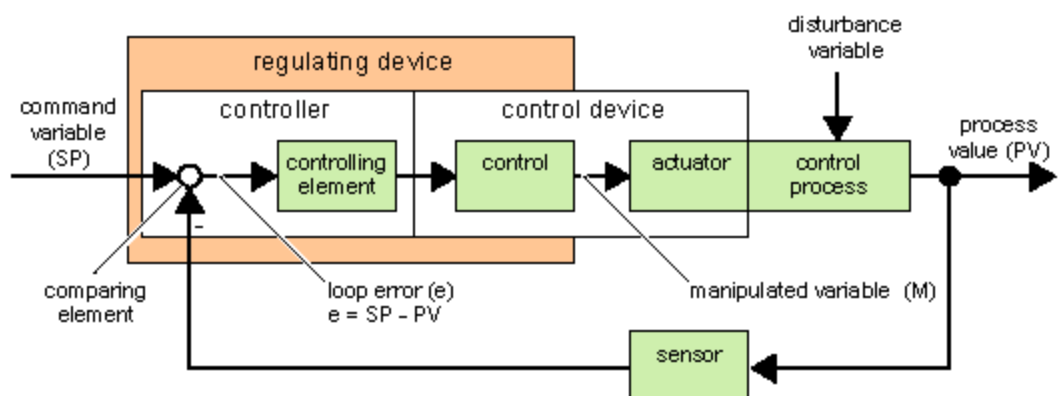 disturbance
variable
regulating device
command
variable
(SP)
controller
control device
process
value (PV)
controlling
element
control
actuator
control
process
-
comparing
element
loop error (e)
e = SP - PV
manipulated variable (M)
sensor